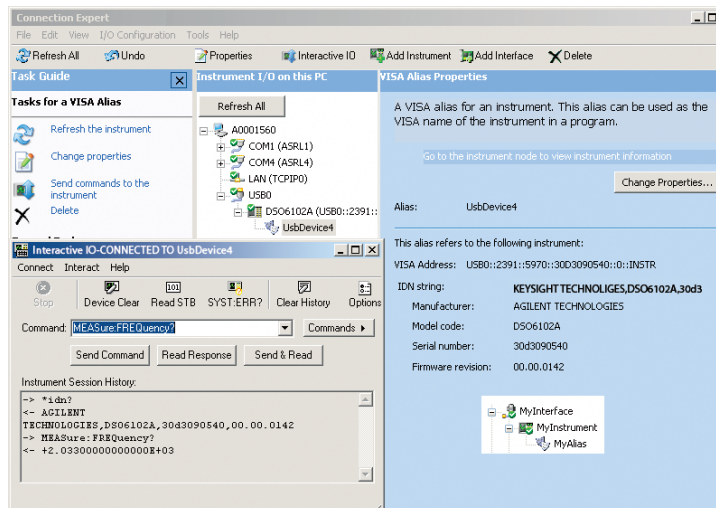 Connection Expert
File Edit View I/O Configuration Tools Help
Refresh All Undo Properties Interactive IO Add Instrument Add Interface Delete
Task Guide
Tasks for a VISA Alias
Refresh the instrument
Change properties
Send commands to the
instrument
Delete
Instrument I/O on this PC
Refresh All
A0001560
COM1 (ASRL1)
COM4 (ASRL4)
LAN (TCPIP0)
USB0
DSO6102A (USB0::2391::
UsbDevice4
VISA Alias Properties
A VISA alias for an instrument. This alias can be used as the
VISA name of the instrument in a program.
Go to the instrument node to view instrument information
Change Properties...
Alias: UsbDevice4
This alias refers to the following instrument:
VISA Address: USB0::2391::5970::30D3090540::0::INSTR
IDN string: KEYSIGHT TECHNOLIGES,DSO6102A,30d3
Manufacturer: AGILENT TECHNOLOGIES
Model code: DSO6102A
Serial number: 30d3090540
Firmware revision: 00.00.0142
MyInterface
MyInstrument
MyAlias
Interactive IO-CONNECTED TO UsbDevice4
Connect Interact Help
Stop Device Clear Read STB SYST:ERR? Clear History Options
Command: MEASure:FREQuency? Commands
Send Command Read Response Send & Read
Instrument Session History:
-> *idn?
<- AGILENT
TECHNOLOGIES,DSO6102A,30d3090540,00.00.0142
-> MEASure:FREQuency?
<- +2.03300000000000E+03